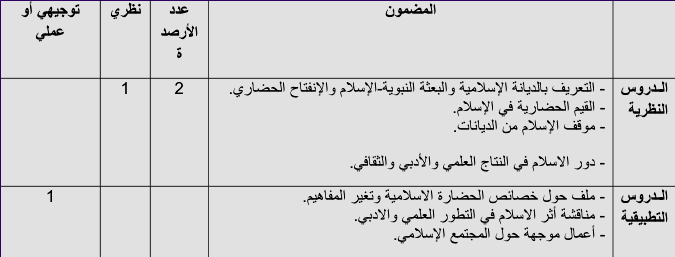 المضمون عدد الأرصدة نظري توجيهي أو عملي
الـدروس النظرية - التعريف بالديانة الإسلامية والبعثة النبوية-الإسلام والإنفتاح الحضاري. 2 1
- القيم الحضارية في الإسلام.
- موقف الإسلام من الديانات.
- دور الاسلام في النتاج العلمي والأدبي والثقافي.
الـدروس التطبيقية - ملف حول خصائص الحضارة الاسلامية وتغير المفاهيم. 1
- مناقشة أثر الاسلام في التطور العلمي والادبي.
- أعمال موجهة حول المجتمع الإسلامي.